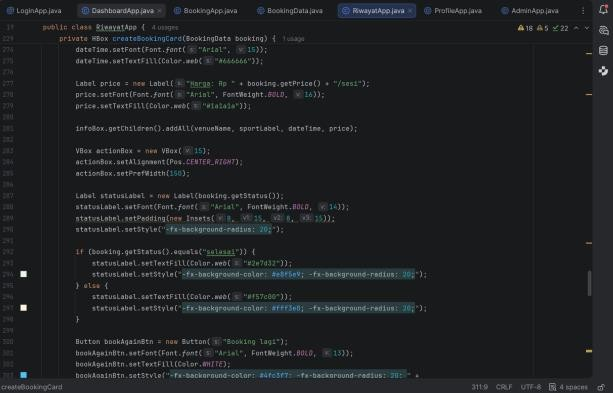 LoginApp.java
DashboardApp.java
BookingApp.java
BookingData.java
RiwayatApp.java
ProfileApp.java
AdminApp.java
19 public class RiwayatApp { 4 usages
18 5 22
229 private HBox createBookingCard(BookingData booking) { 1 usage
274 dateTime.setFont(Font.font( s: "Arial", v: 15));
275 dateTime.setTextFill(Color.web( s: "#666666"));
276
277 Label price = new Label( s: "Harga: Rp " + booking.getPrice() + "/sesi");
278 price.setFont(Font.font( s: "Arial", FontWeight.BOLD, v: 16));
279 price.setTextFill(Color.web( s: "#1a1a1a"));
280
281 infoBox.getChildren().addAll(venueName, sportLabel, dateTime, price);
282
283 VBox actionBox = new VBox( v: 15);
284 actionBox.setAlignment(Pos.CENTER_RIGHT);
285 actionBox.setPrefWidth(150);
286
287 Label statusLabel = new Label(booking.getStatus());
288 statusLabel.setFont(Font.font( s: "Arial", FontWeight.BOLD, v: 14));
289 statusLabel.setPadding(new Insets( v: 8, v1: 15, v2: 8, v3: 15));
290 statusLabel.setStyle("-fx-background-radius: 20;");
291
292 if (booking.getStatus().equals("selesai")) {
293 statusLabel.setTextFill(Color.web( s: "#2e7d32"));
294 statusLabel.setStyle("-fx-background-color: #e8f5e9; -fx-background-radius: 20;");
295 } else {
296 statusLabel.setTextFill(Color.web( s: "#f57c00"));
297 statusLabel.setStyle("-fx-background-color: #fff3e0; -fx-background-radius: 20;");
298 }
299
300 Button bookAgainBtn = new Button( s: "Booking lagi");
301 bookAgainBtn.setFont(Font.font( s: "Arial", FontWeight.BOLD, v: 13));
302 bookAgainBtn.setTextFill(Color.WHITE);
303 bookAgainBtn.setStyle("-fx-background-color: #4fc3f7; -fx-background-radius: 20;" +
createBookingCard
311:9 CRLF UTF-8 4 spaces